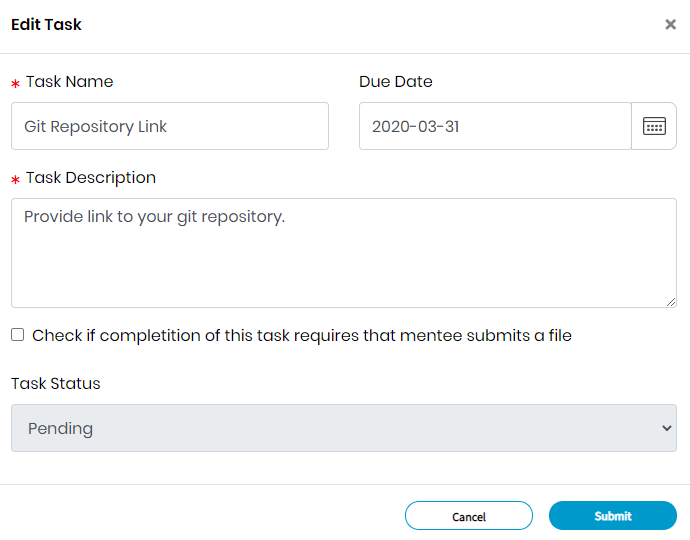 Edit Task ×
* Task Name
Due Date
Git Repository Link
2020-03-31
* Task Description
Provide link to your git repository.
Check if completition of this task requires that mentee submits a file
Task Status
Pending
Cancel
Submit